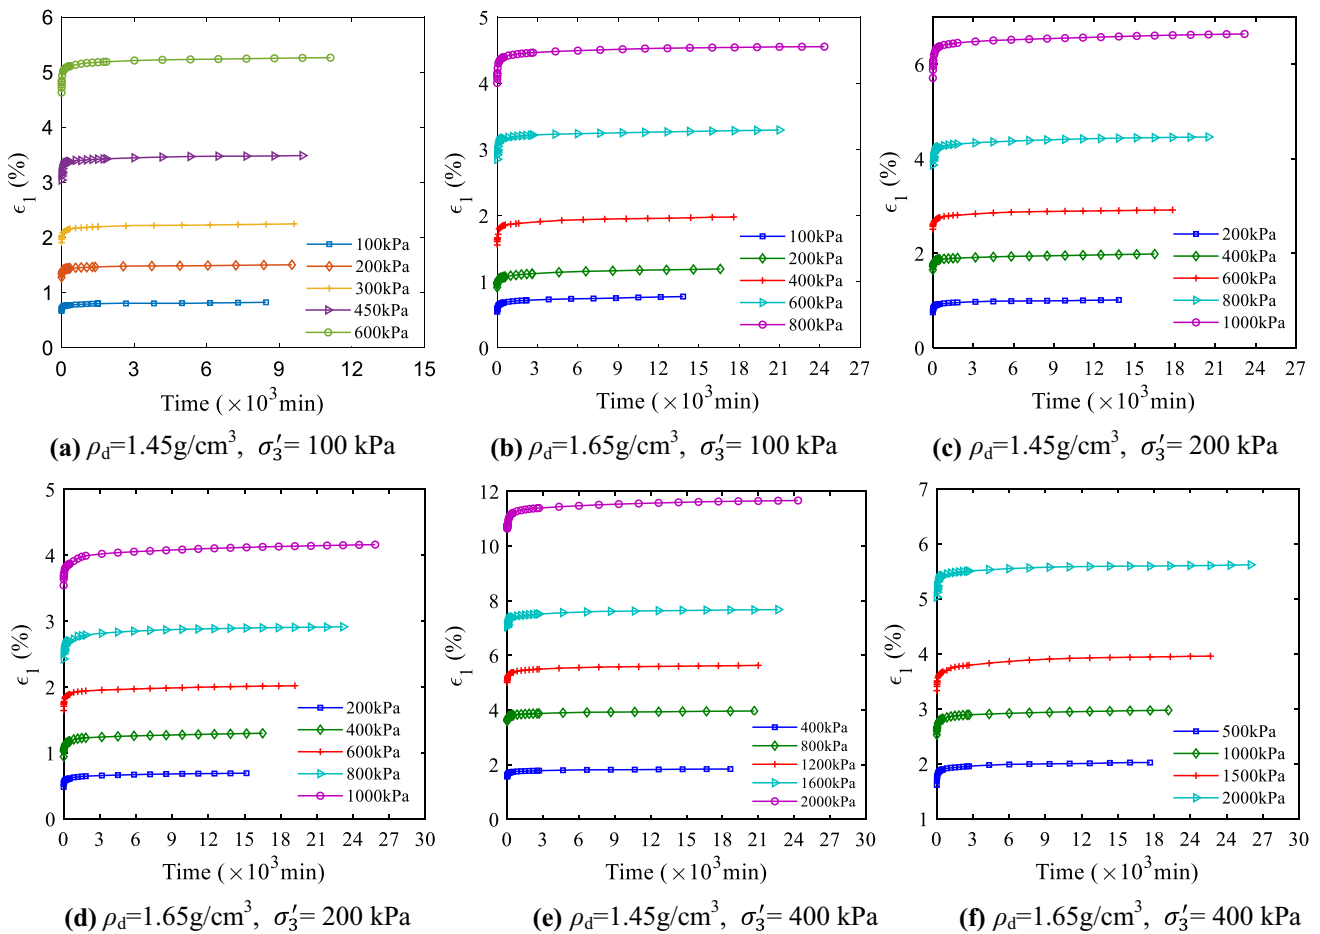 6
5
4
3
2
1
0
ϵ1 (%)
100kPa
200kPa
300kPa
450kPa
600kPa
0 3 6 9 12 15
Time (×10³min)
(a) ρd=1.45g/cm³, σ′3= 100 kPa
5
4
3
2
1
0
ϵ1 (%)
100kPa
200kPa
400kPa
600kPa
800kPa
0 3 6 9 12 15 18 21 24 27
Time (×10³min)
(b) ρd=1.65g/cm³, σ′3= 100 kPa
6
4
2
0
ϵ1 (%)
200kPa
400kPa
600kPa
800kPa
1000kPa
0 3 6 9 12 15 18 21 24 27
Time (×10³min)
(c) ρd=1.45g/cm³, σ′3= 200 kPa
5
4
3
2
1
0
ϵ1 (%)
200kPa
400kPa
600kPa
800kPa
1000kPa
0 3 6 9 12 15 18 21 24 27 30
Time (×10³min)
(d) ρd=1.65g/cm³, σ′3= 200 kPa
12
10
8
6
4
2
0
ϵ1 (%)
400kPa
800kPa
1200kPa
1600kPa
2000kPa
0 3 6 9 12 15 18 21 24 27 30
Time (×10³min)
(e) ρd=1.45g/cm³, σ′3= 400 kPa
7
6
5
4
3
2
1
ϵ1 (%)
500kPa
1000kPa
1500kPa
2000kPa
0 3 6 9 12 15 18 21 24 27 30
Time (×10³min)
(f) ρd=1.65g/cm³, σ′3= 400 kPa